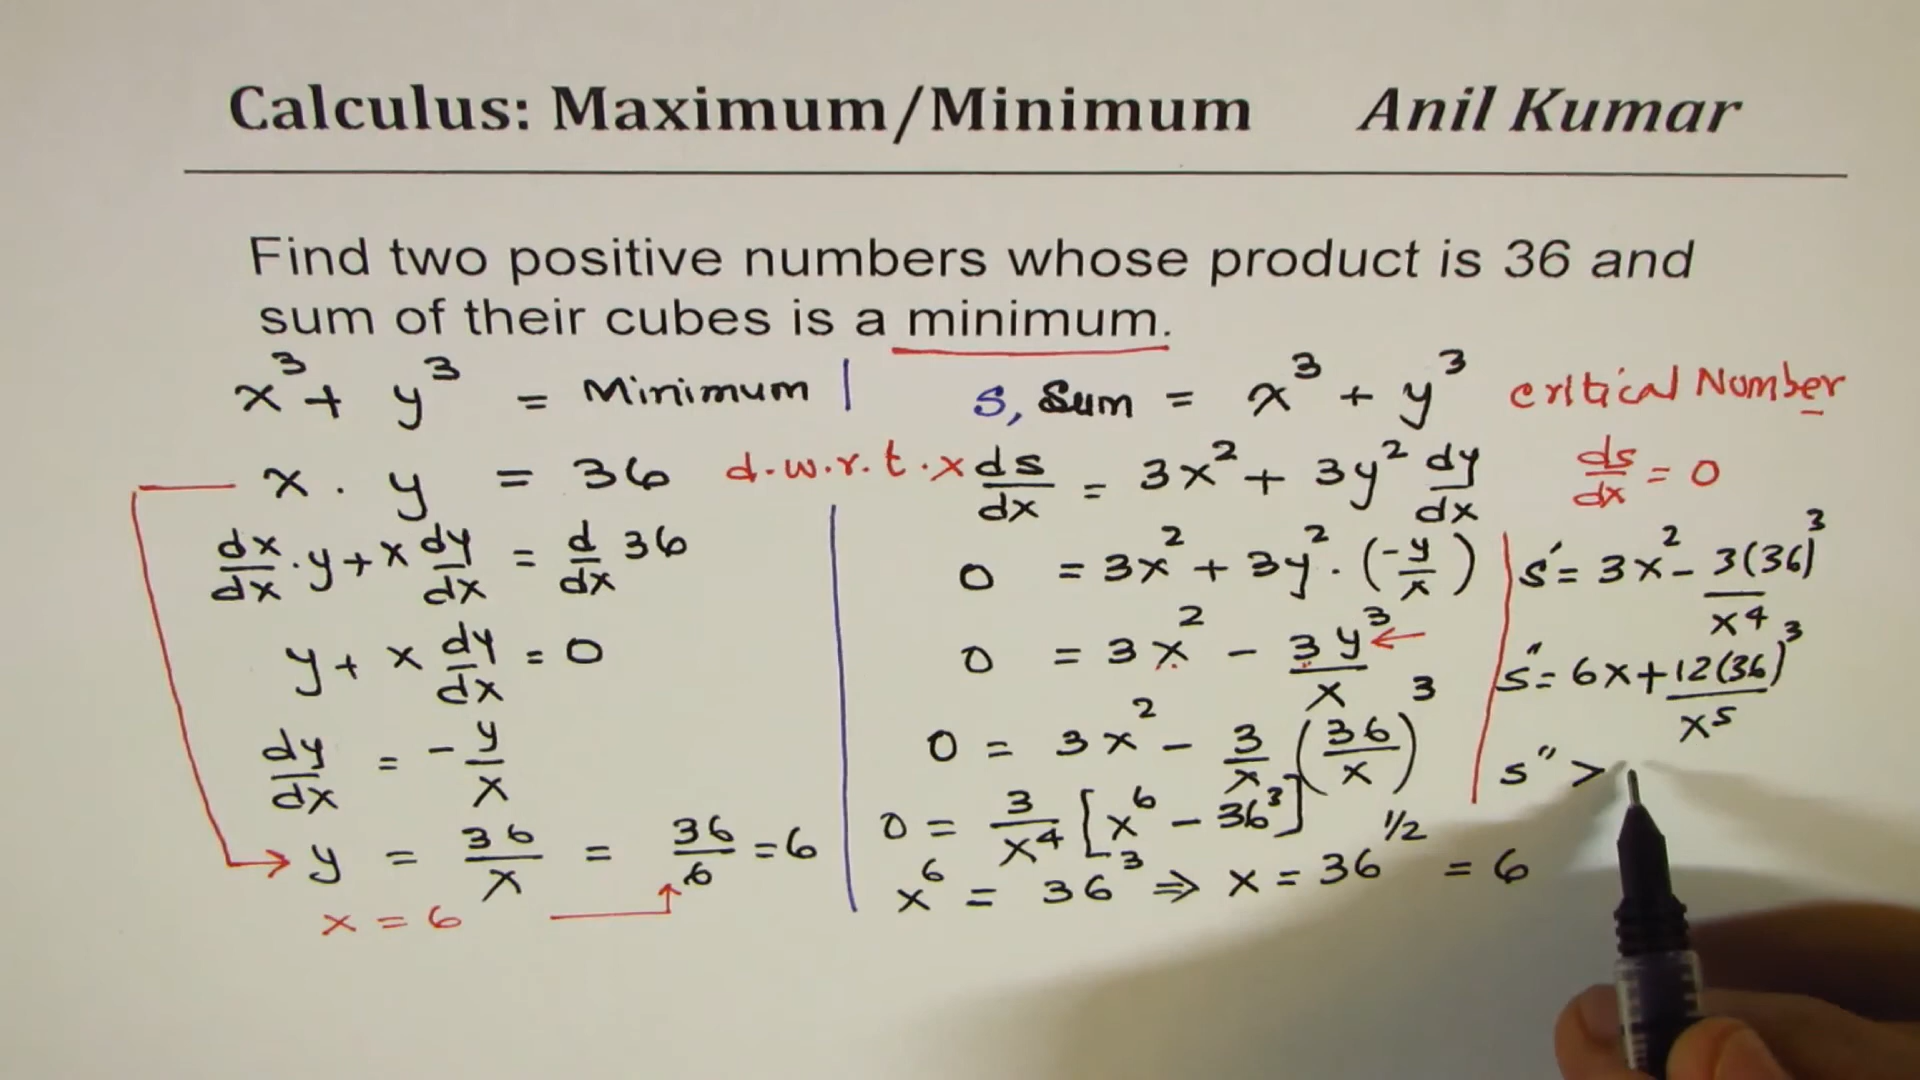 Calculus: Maximum/Minimum Anil Kumar
Find two positive numbers whose product is 36 and
sum of their cubes is a minimum.
x³ + y³ = Minimum
x . y = 36
dx/dx . y + x dy/dx = d/dx 36
y + x dy/dx = 0
dy/dx = - y/x
y = 36/x = 36/6 = 6
x = 6
s, Sum = x³ + y³
d.w.r.t.x ds/dx = 3x² + 3y² dy/dx
0 = 3x² + 3y² . (-y/x)
0 = 3x² - 3y³/x
0 = 3x² - 3/x (36/x)³
0 = 3/x⁴ [x⁶ - 36³]
x⁶ = 36³ ⇒ x = 36^1/2 = 6
critical Number
ds/dx = 0
s' = 3x² - 3(36)³/x⁴
s" = 6x + 12(36)³/x⁵
s" >